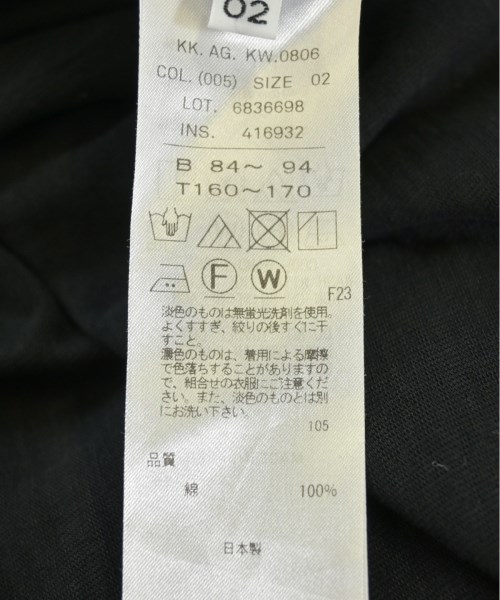 02
KK. AG. KW.0806
COL. (005) SIZE 02
LOT. 6836698
INS. 416932
B 84〜 94
T160〜170
F W
F23
淡色のものは無蛍光洗剤を使用。
よくすすぎ、絞りの後すぐに干
すこと。
濃色のものは、着用による摩擦
で色落ちすることがありますの
で、組合せの衣服にご注意くだ
さい。また、淡色のものとは別
にお洗い下さい。
105
品質
綿 100%
日本製